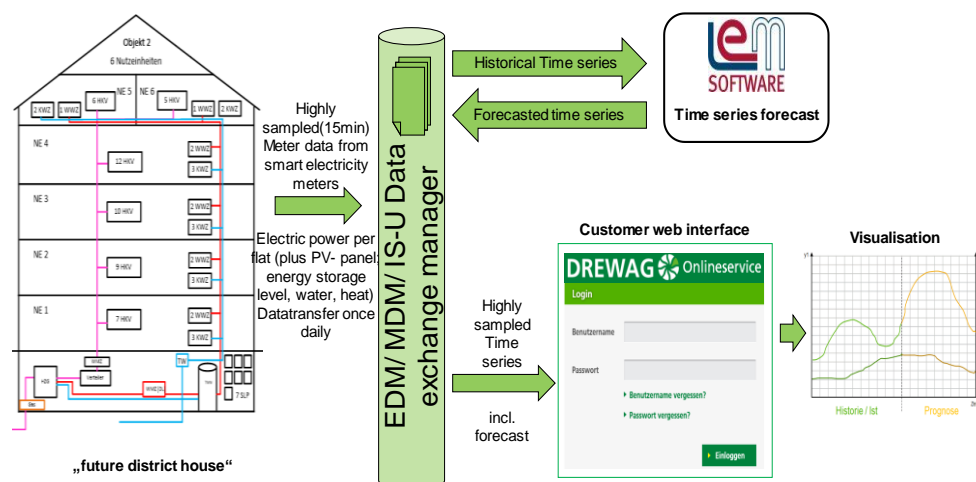 Objekt 2
6 Nutzeinheiten
NE 5
NE 6
6 HKV
5 HKV
2 KWZ
1 WWZ
1 WWZ
2 KWZ
NE 4
12 HKV
2 WWZ
3 KWZ
NE 3
10 HKV
2 WWZ
3 KWZ
NE 2
9 HKV
2 WWZ
3 KWZ
NE 1
7 HKV
2 WWZ
3 KWZ
WMZ
Verteiler
HZG
TW
7 SLP
„future district house“
Highly
sampled(15min)
Meter data from
smart electricity
meters
Electric power per
flat (plus PV- panel,
energy storage
level, water, heat)
Datatransfer once
daily
EDM/ MDM/ IS-U Data
exchange manager
Historical Time series
Forecasted time series
LEM
SOFTWARE
Time series forecast
Highly
sampled
Time
series
incl.
forecast
Customer web interface
DREWAG Onlineservice
Login
Benutzername
Passwort
Benutzername vergessen?
Passwort vergessen?
Einloggen
Visualisation
Historie / Ist
Prognose